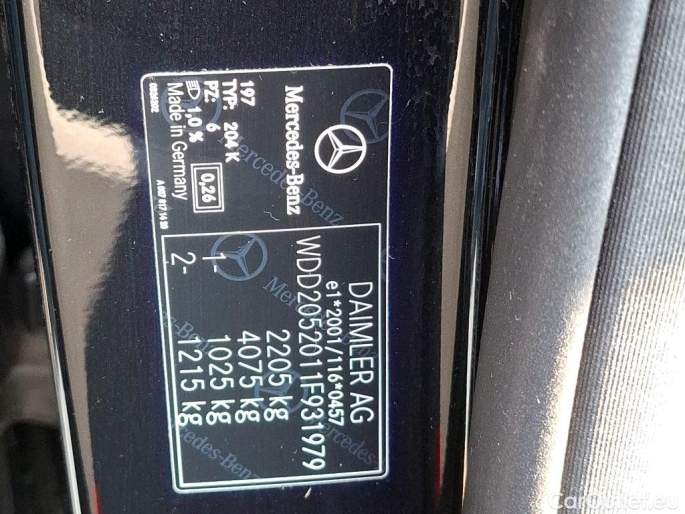 Mercedes-Benz
DAIMLER AG
e1*2001/116*0457
WDD2052011F931979
2205 kg
4075 kg
1- 1025 kg
2- 1215 kg
197
TYP: 204 K
PZ: 6
1,0 %
0,26
Made in Germany
Mercedes-Benz
Mercedes-Benz
Mercedes-Benz
CarOutlet.eu